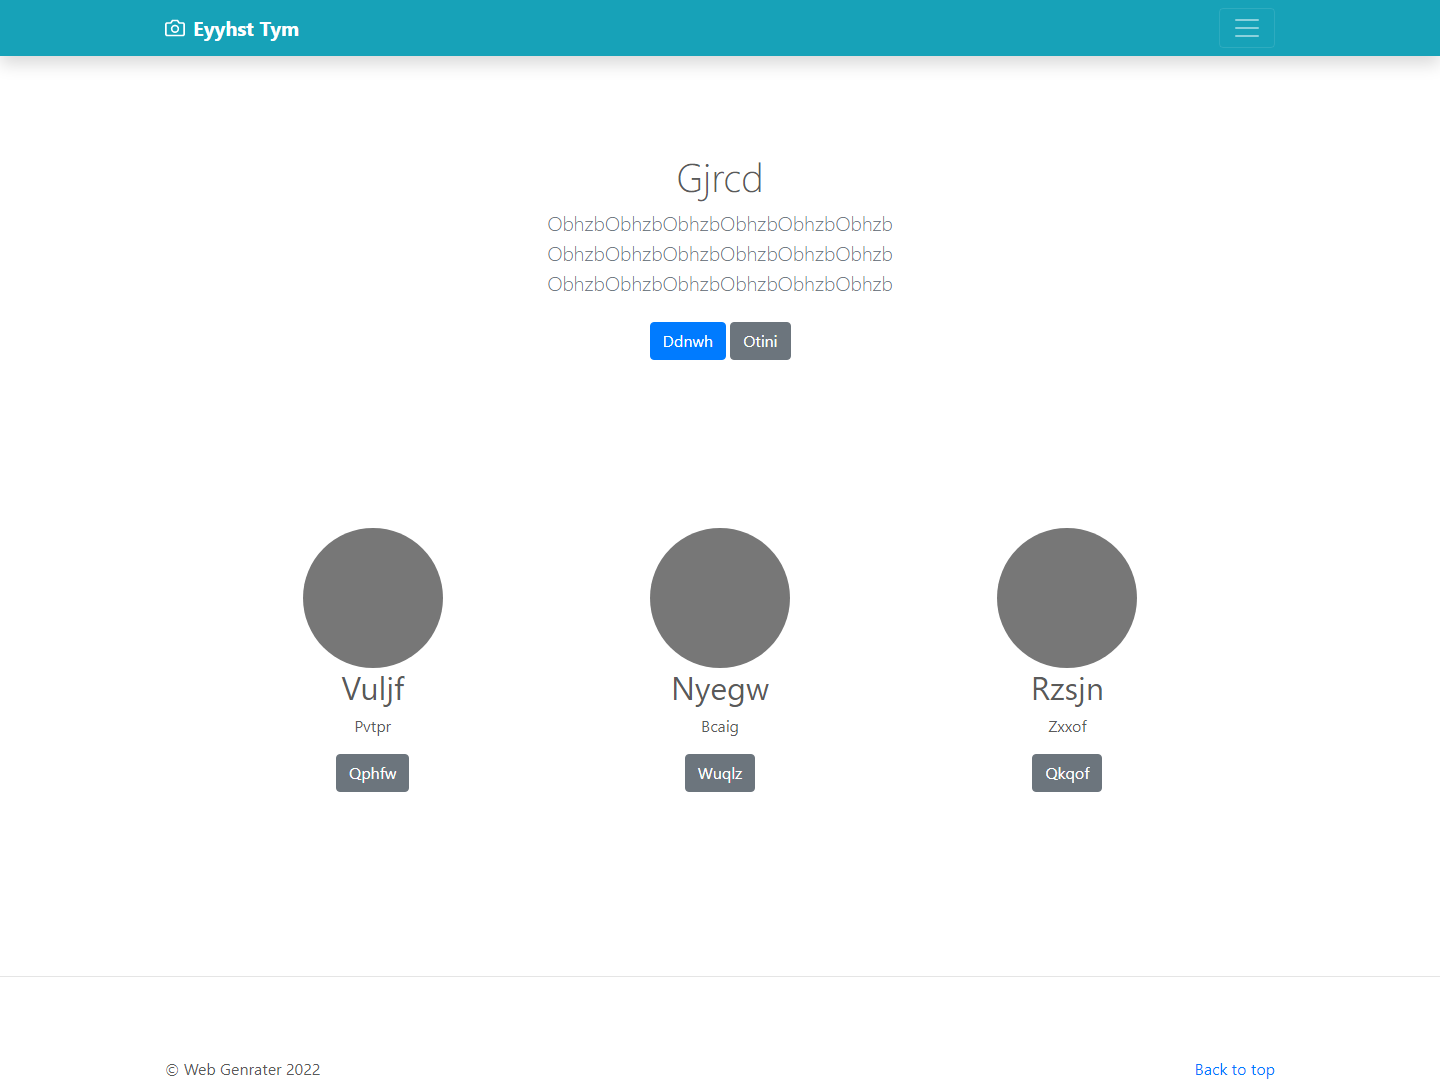 Eyyhst Tym
Gjrcd
ObhzbObhzbObhzbObhzbObhzbObhzb
ObhzbObhzbObhzbObhzbObhzbObhzb
ObhzbObhzbObhzbObhzbObhzbObhzb
Ddnwh Otini
Vuljf
Pvtpr
Qphfw
Nyegw
Bcaig
Wuqlz
Rzsjn
Zxxof
Qkqof
© Web Genrater 2022
Back to top